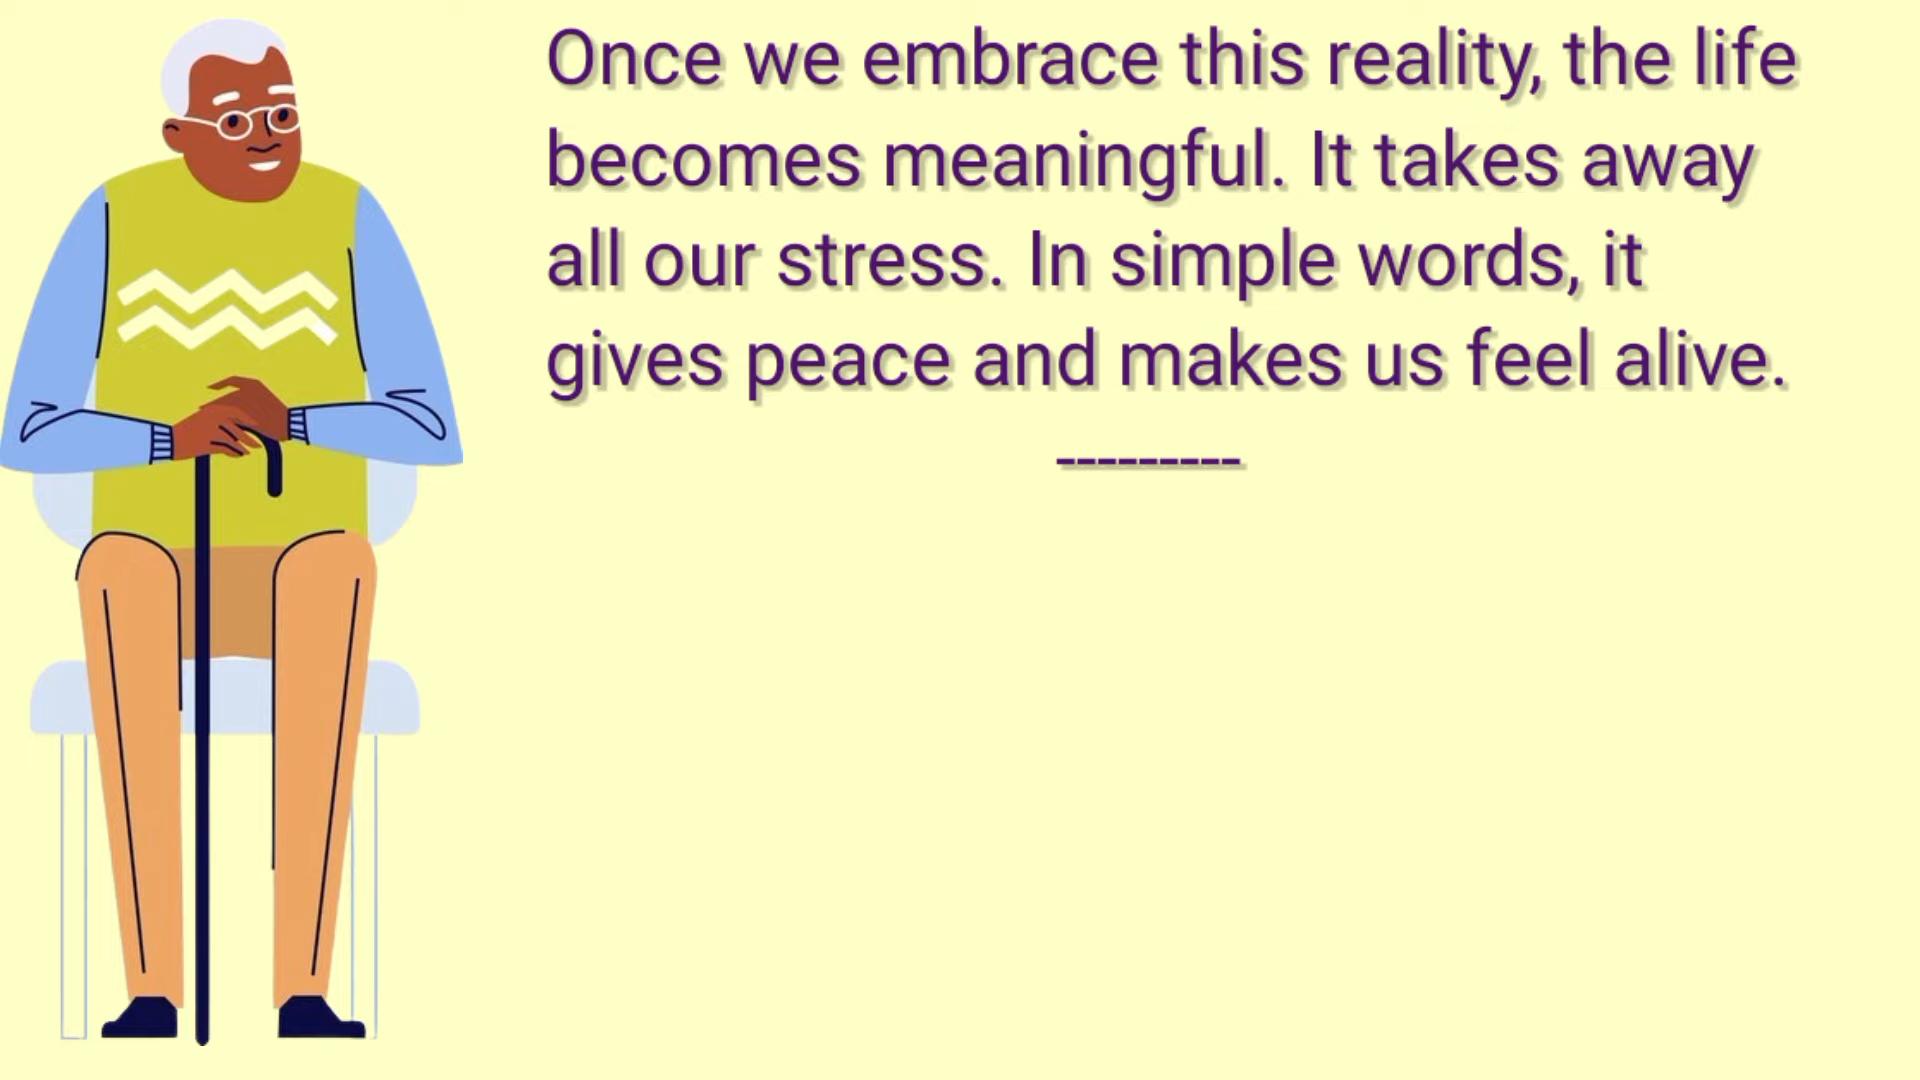 Once we embrace this reality, the life
becomes meaningful. It takes away
all our stress. In simple words, it
gives peace and makes us feel alive.
---------